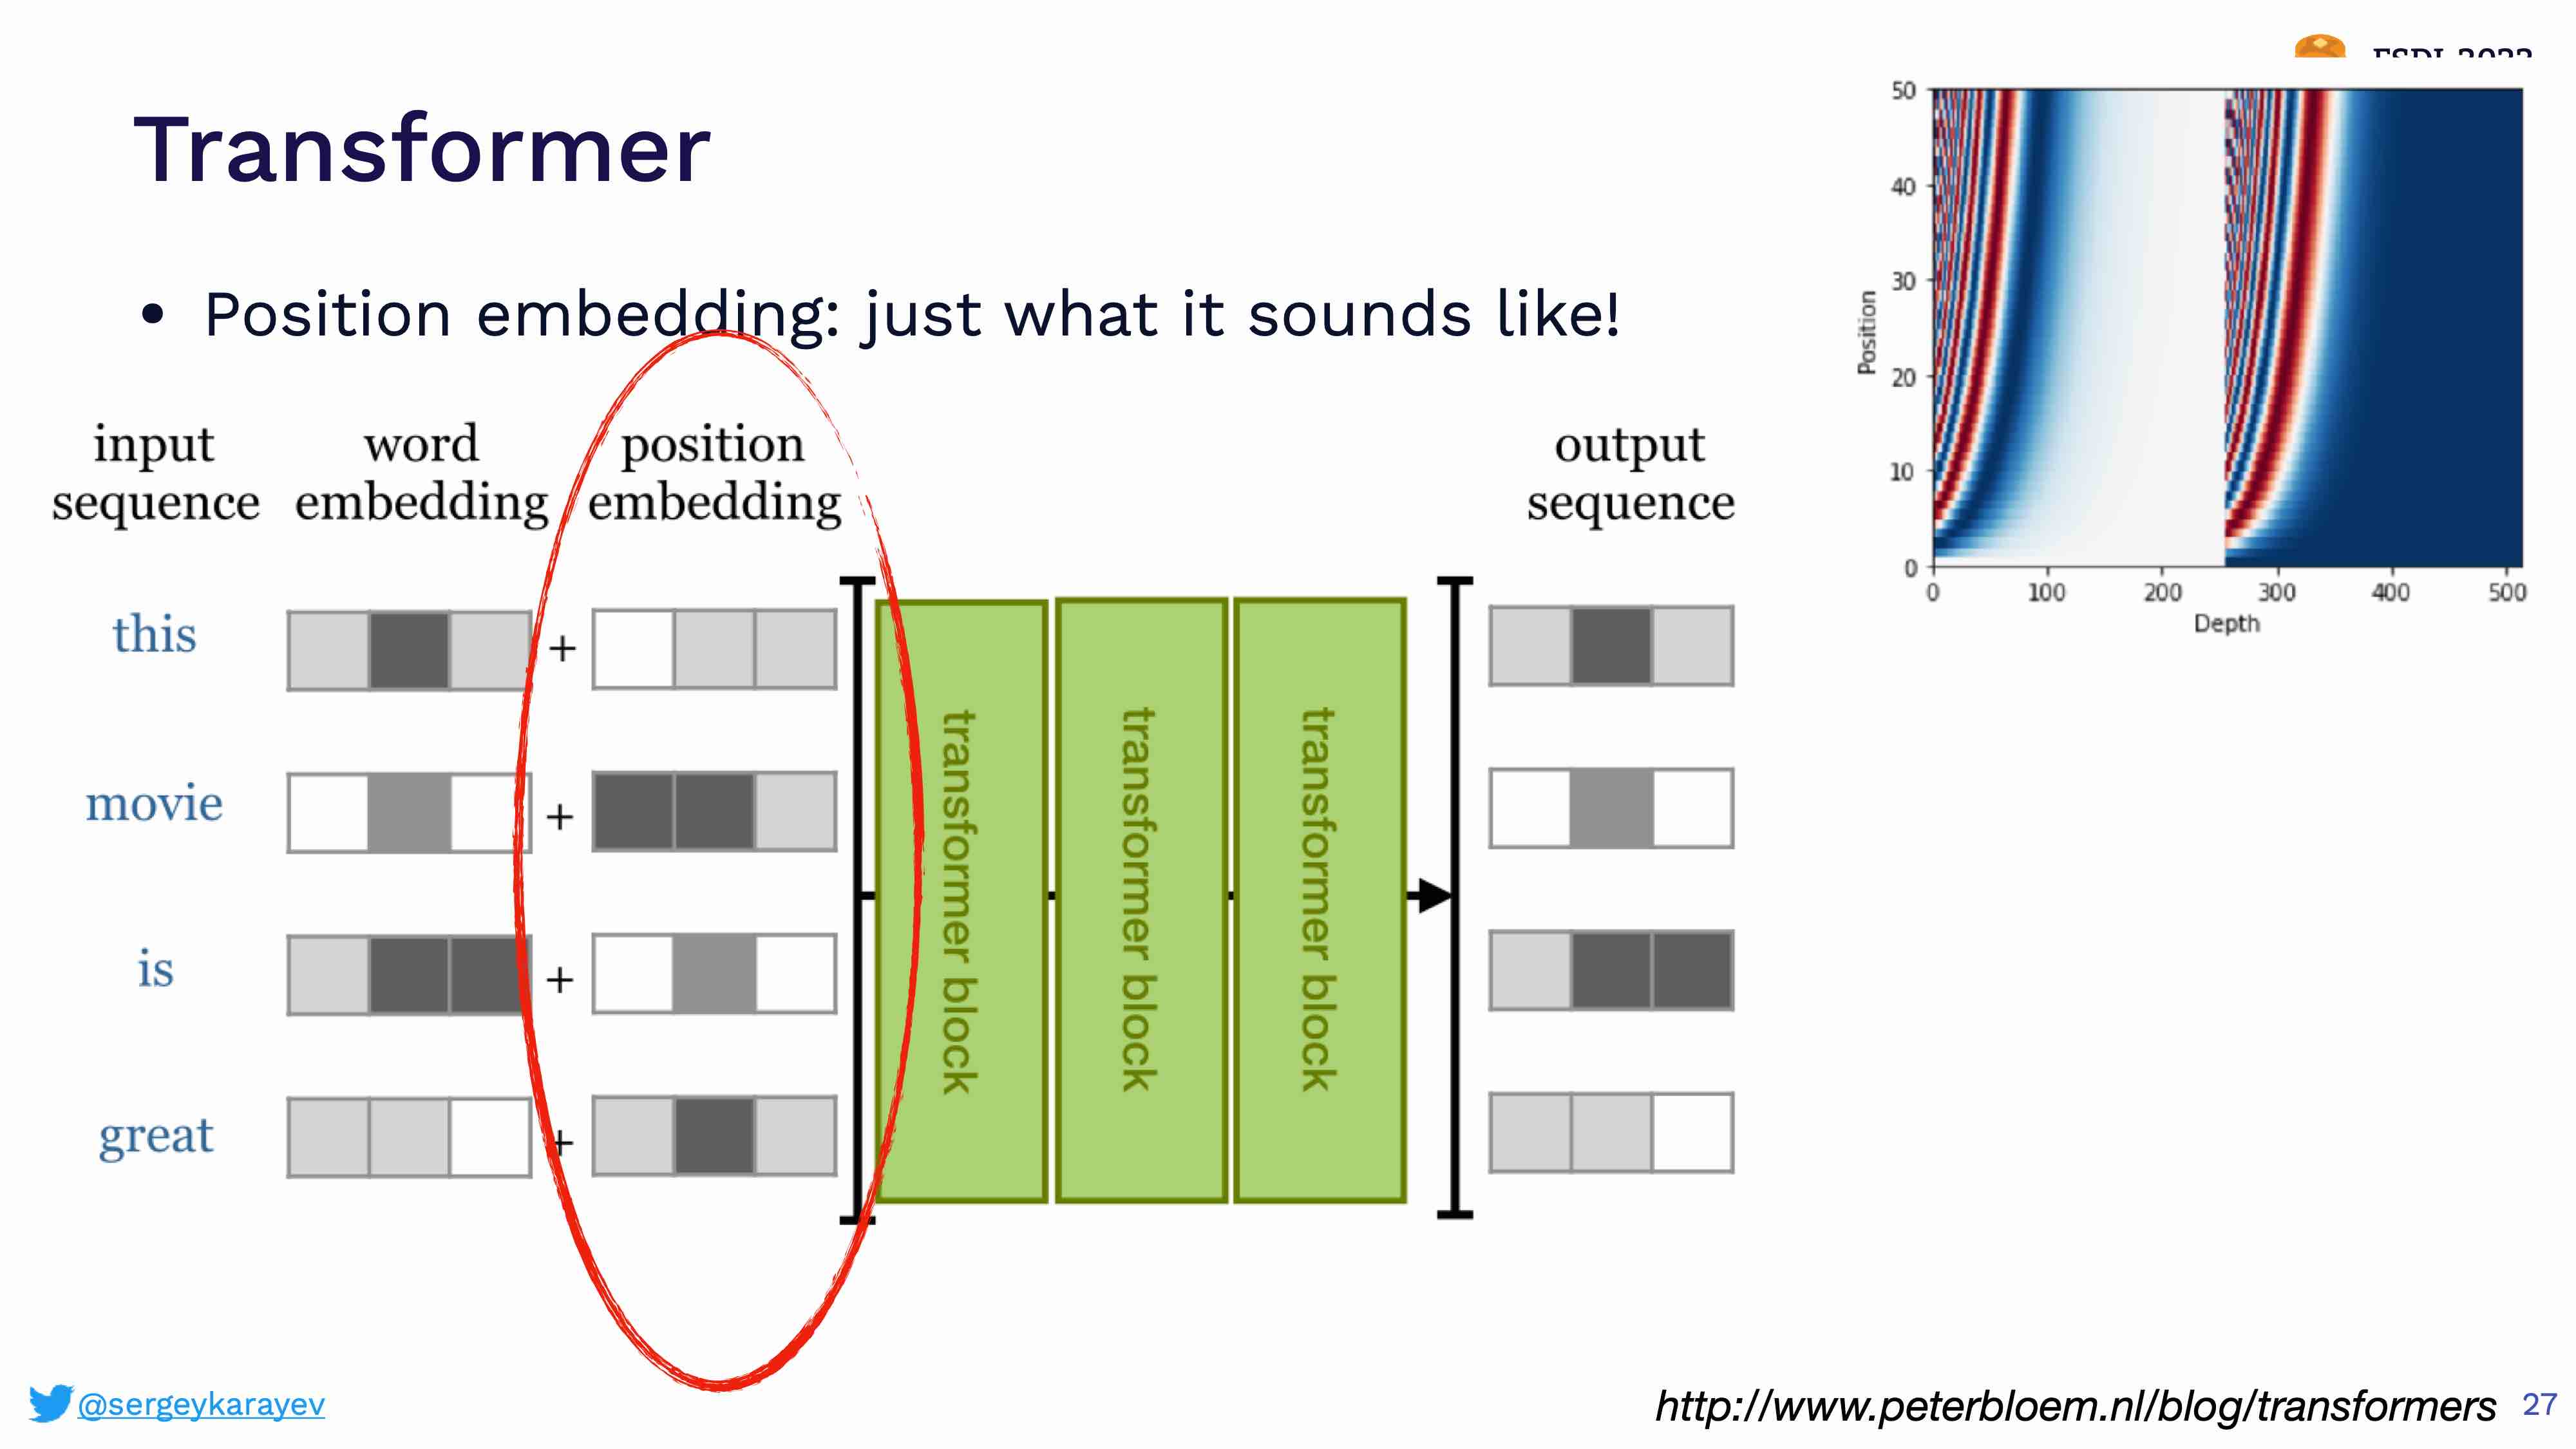 Transformer
• Position embedding: just what it sounds like!
input sequence
word embedding
position embedding
output sequence
this
+
movie
+
is
+
great
+
transformer block
transformer block
transformer block
50
40
30
20
10
0
Position
0 100 200 300 400 500
Depth
@sergeykarayev
http://www.peterbloem.nl/blog/transformers
27